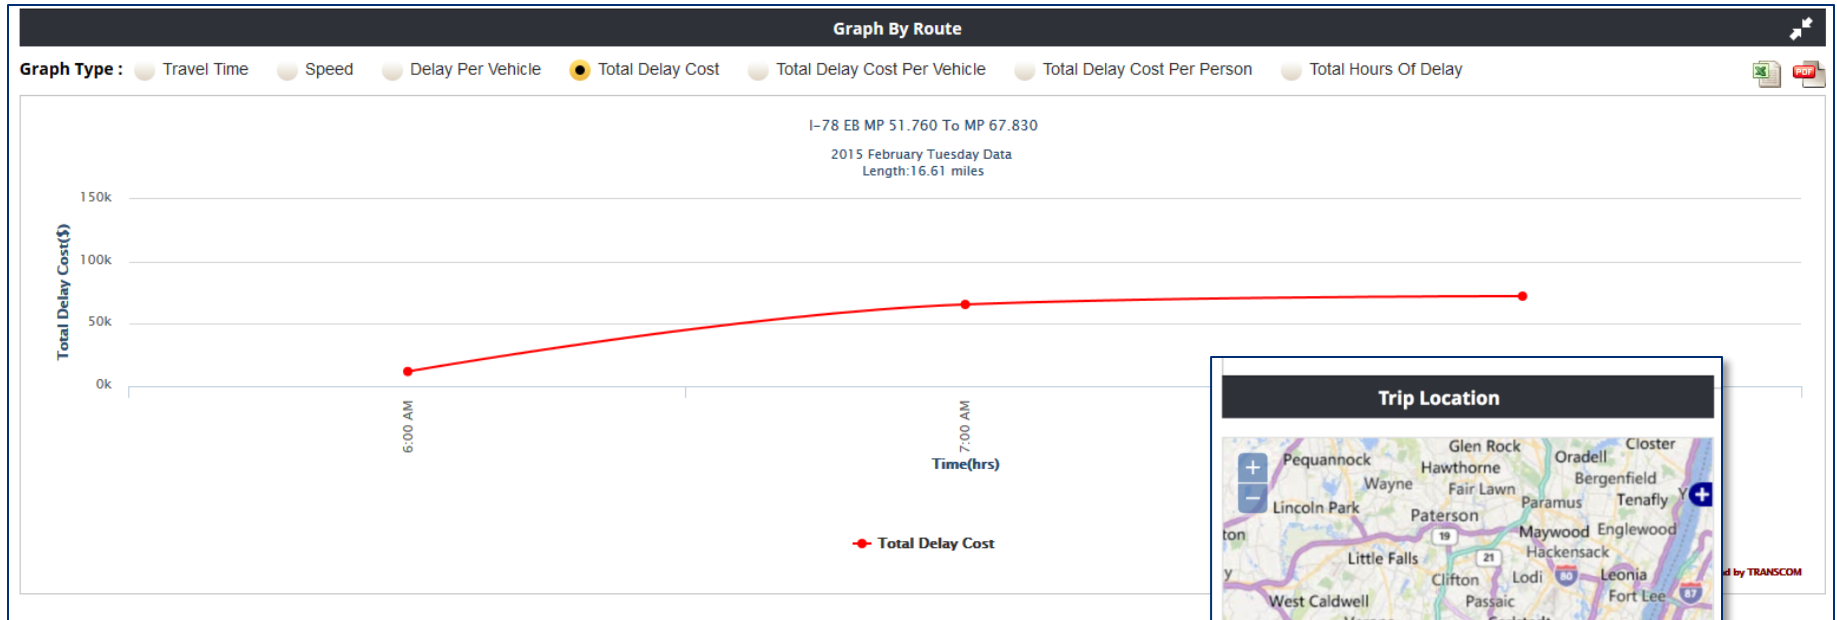 Graph By Route
Graph Type : Travel Time Speed Delay Per Vehicle Total Delay Cost Total Delay Cost Per Vehicle Total Delay Cost Per Person Total Hours Of Delay
PDF
I-78 EB MP 51.760 To MP 67.830
2015 February Tuesday Data
Length:16.61 miles
Total Delay Cost($)
150k
100k
50k
0k
6:00 AM
7:00 AM
Time(hrs)
Total Delay Cost
d by TRANSCOM
Trip Location
+
−
Glen Rock
Closter
Pequannock
Hawthorne
Oradell
Wayne
Fair Lawn
Bergenfield
Lincoln Park
Paterson
Paramus
Tenafly
Y
+
ton
19
Maywood
Englewood
Little Falls
21
Hackensack
y
Clifton
Lodi
80
Leonia
West Caldwell
Passaic
Fort Lee
87